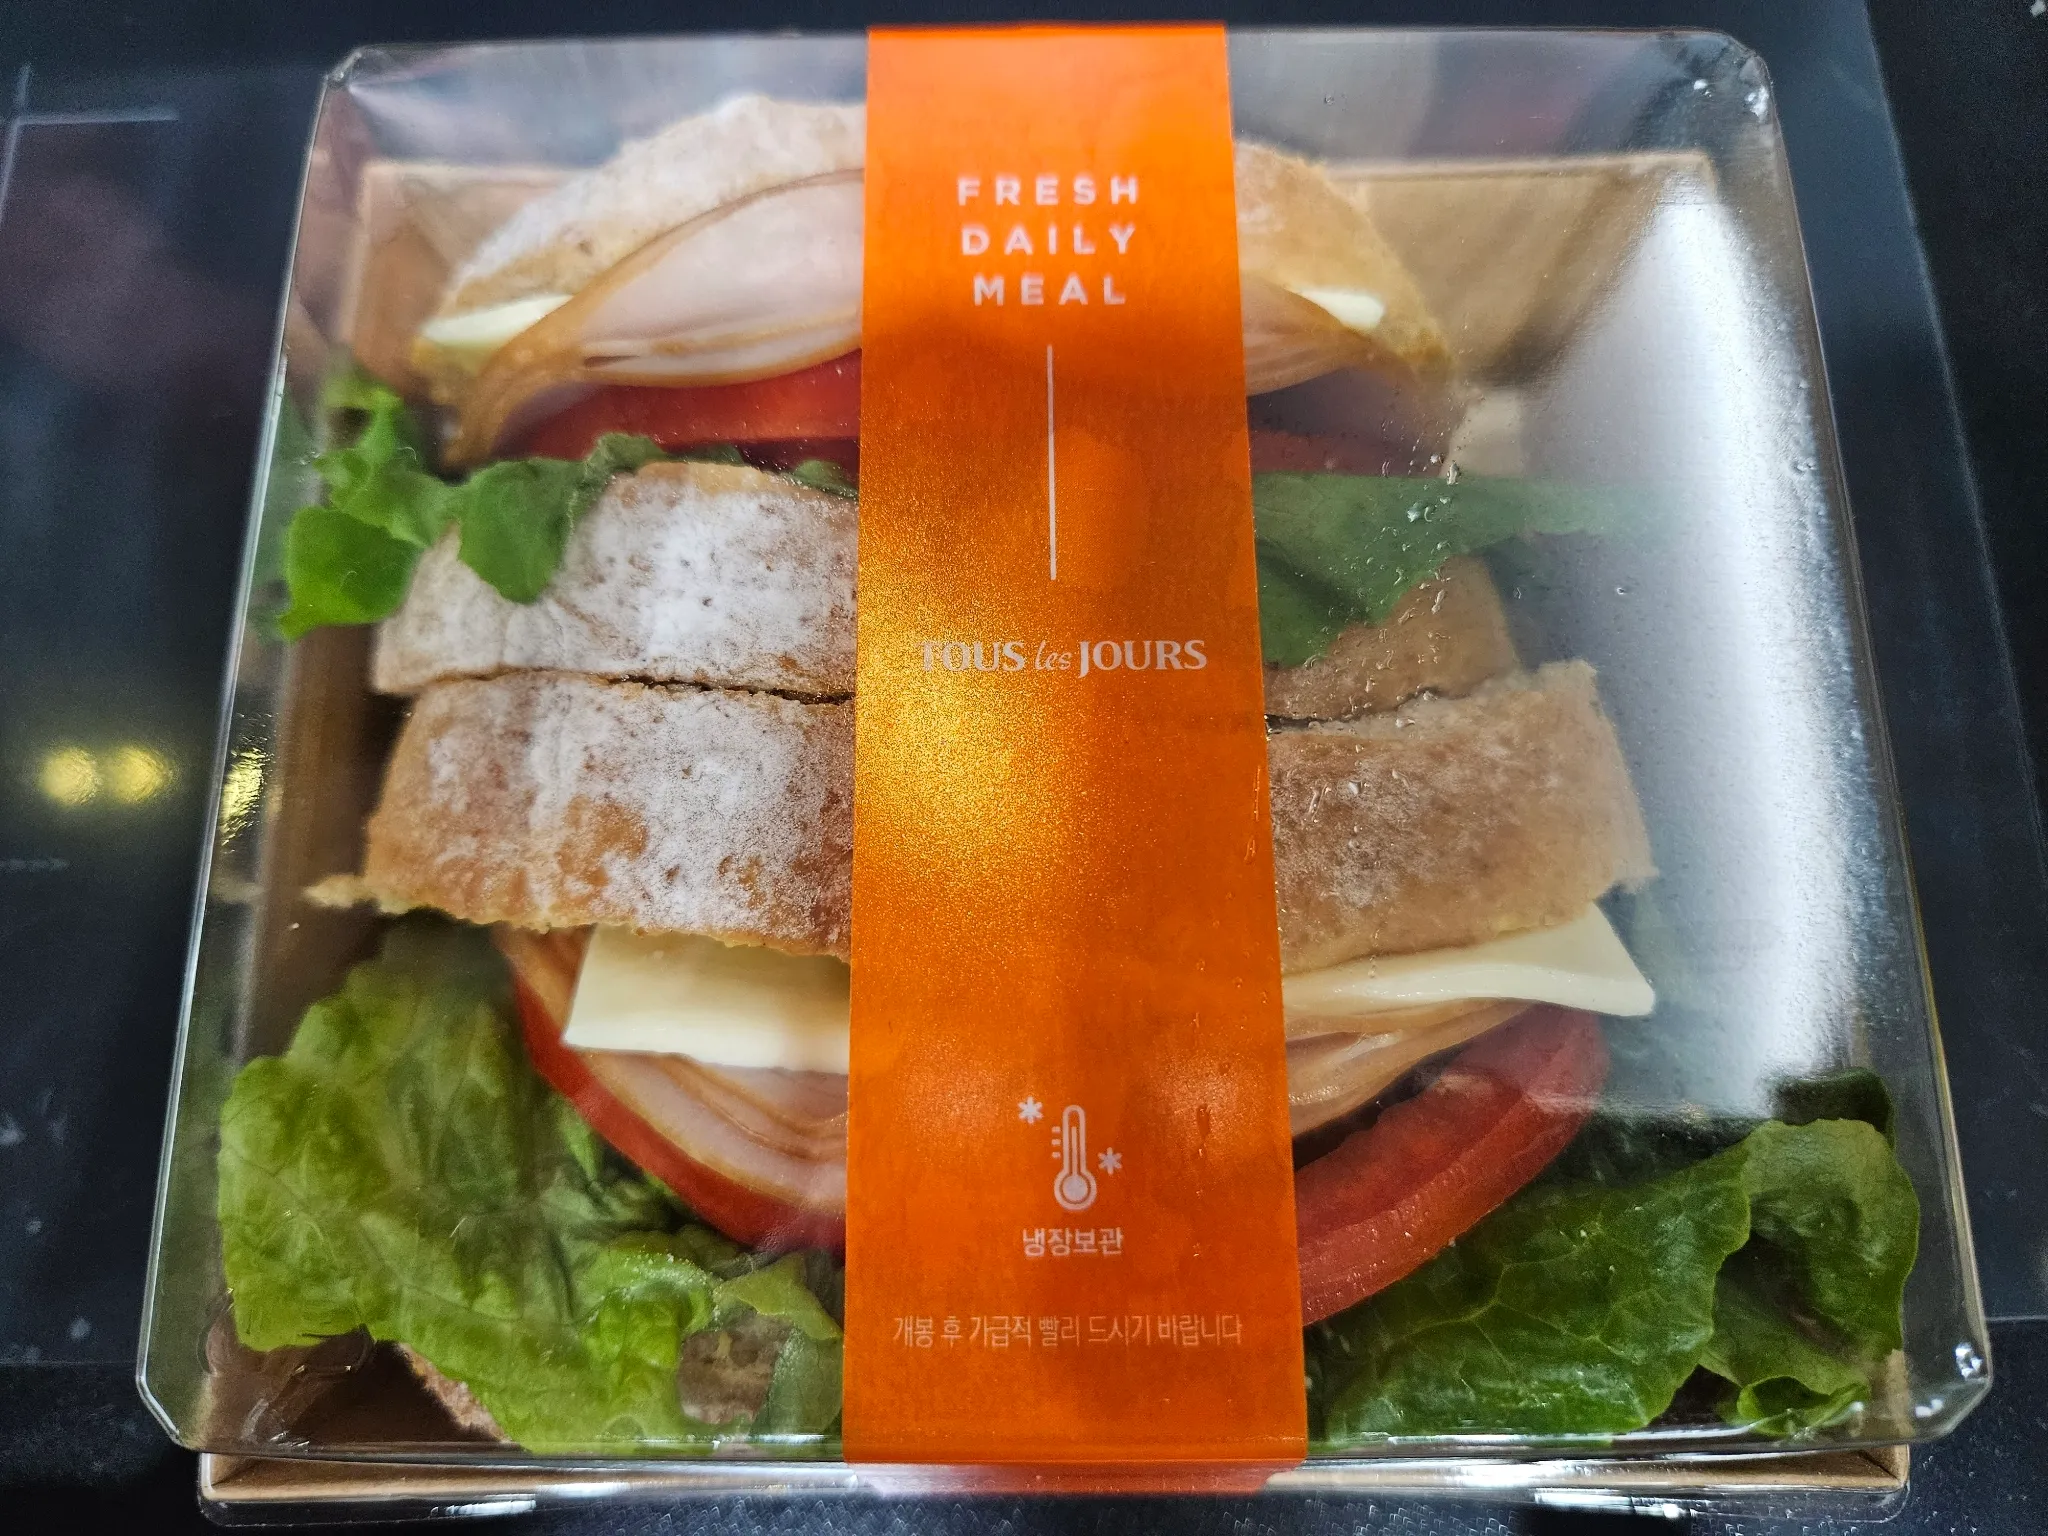 FRESH
DAILY
MEAL
TOUS les JOURS
냉장보관
개봉 후 가급적 빨리 드시기 바랍니다